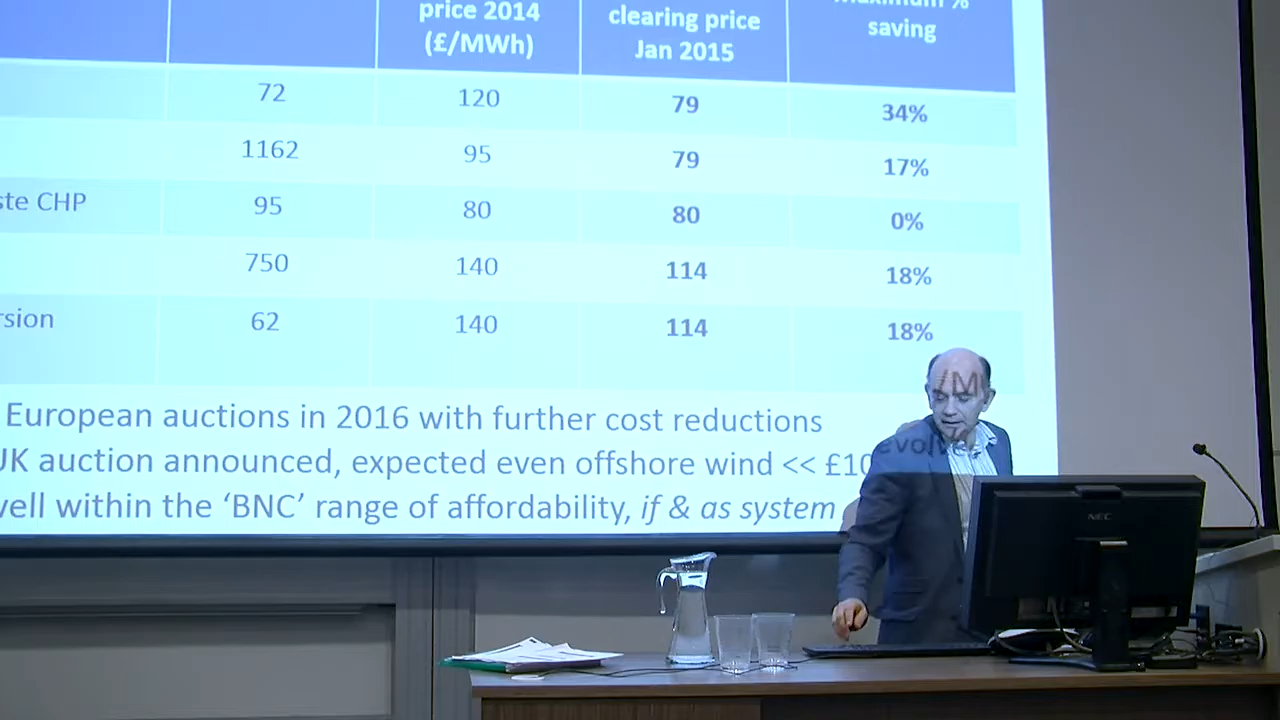 price 2014
(£/MWh)
clearing price
Jan 2015
saving
72 120 79 34%
1162 95 79 17%
ste CHP 95 80 80 0%
750 140 114 18%
rsion 62 140 114 18%
European auctions in 2016 with further cost reductions
UK auction announced, expected even offshore wind << £10
well within the ‘BNC’ range of affordability, if & as system
evolve
NEC